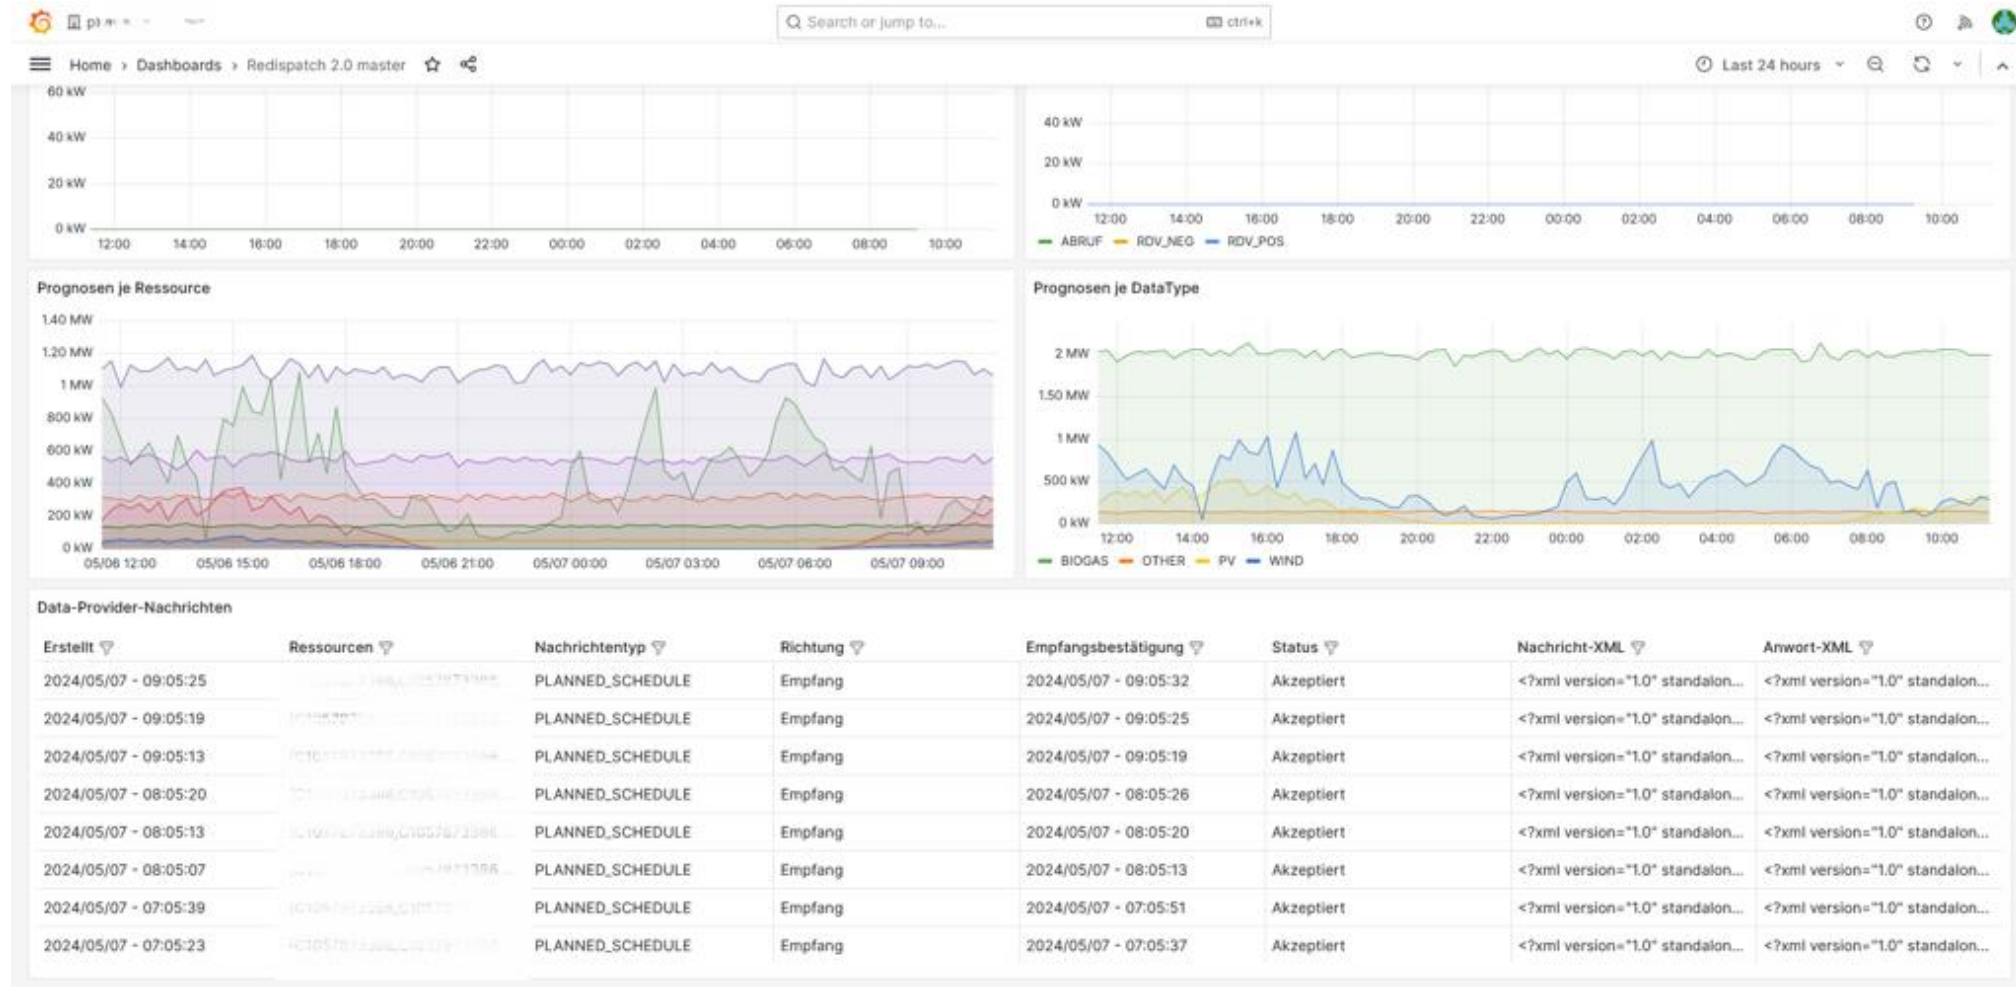 Search or jump to... ctrl+k
Home › Dashboards › Redispatch 2.0 master Last 24 hours
60 kW
40 kW
20 kW
0 kW
12:00 14:00 16:00 18:00 20:00 22:00 00:00 02:00 04:00 06:00 08:00 10:00
40 kW
20 kW
0 kW
12:00 14:00 16:00 18:00 20:00 22:00 00:00 02:00 04:00 06:00 08:00 10:00
ABRUF RDV_NEG RDV_POS
Prognosen je Ressource
1.40 MW
1.20 MW
1 MW
800 kW
600 kW
400 kW
200 kW
0 kW
05/06 12:00 05/06 15:00 05/06 18:00 05/06 21:00 05/07 00:00 05/07 03:00 05/07 06:00 05/07 09:00
Prognosen je DataType
2 MW
1.50 MW
1 MW
500 kW
0 kW
12:00 14:00 16:00 18:00 20:00 22:00 00:00 02:00 04:00 06:00 08:00 10:00
BIOGAS OTHER PV WIND
Data-Provider-Nachrichten
Erstellt Ressourcen Nachrichtentyp Richtung Empfangsbestätigung Status Nachricht-XML Anwort-XML
2024/05/07 - 09:05:25 PLANNED_SCHEDULE Empfang 2024/05/07 - 09:05:32 Akzeptiert <?xml version="1.0" standalon... <?xml version="1.0" standalon...
2024/05/07 - 09:05:19 PLANNED_SCHEDULE Empfang 2024/05/07 - 09:05:25 Akzeptiert <?xml version="1.0" standalon... <?xml version="1.0" standalon...
2024/05/07 - 09:05:13 PLANNED_SCHEDULE Empfang 2024/05/07 - 09:05:19 Akzeptiert <?xml version="1.0" standalon... <?xml version="1.0" standalon...
2024/05/07 - 08:05:20 PLANNED_SCHEDULE Empfang 2024/05/07 - 08:05:26 Akzeptiert <?xml version="1.0" standalon... <?xml version="1.0" standalon...
2024/05/07 - 08:05:13 PLANNED_SCHEDULE Empfang 2024/05/07 - 08:05:20 Akzeptiert <?xml version="1.0" standalon... <?xml version="1.0" standalon...
2024/05/07 - 08:05:07 PLANNED_SCHEDULE Empfang 2024/05/07 - 08:05:13 Akzeptiert <?xml version="1.0" standalon... <?xml version="1.0" standalon...
2024/05/07 - 07:05:39 PLANNED_SCHEDULE Empfang 2024/05/07 - 07:05:51 Akzeptiert <?xml version="1.0" standalon... <?xml version="1.0" standalon...
2024/05/07 - 07:05:23 PLANNED_SCHEDULE Empfang 2024/05/07 - 07:05:37 Akzeptiert <?xml version="1.0" standalon... <?xml version="1.0" standalon...